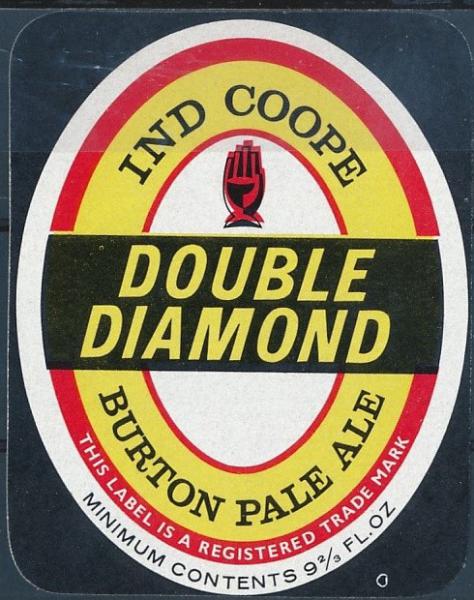 IND COOPE
DOUBLE
DIAMOND
BURTON PALE ALE
THIS LABEL IS A REGISTERED TRADE MARK
MINIMUM CONTENTS 9⅔ FL.OZ